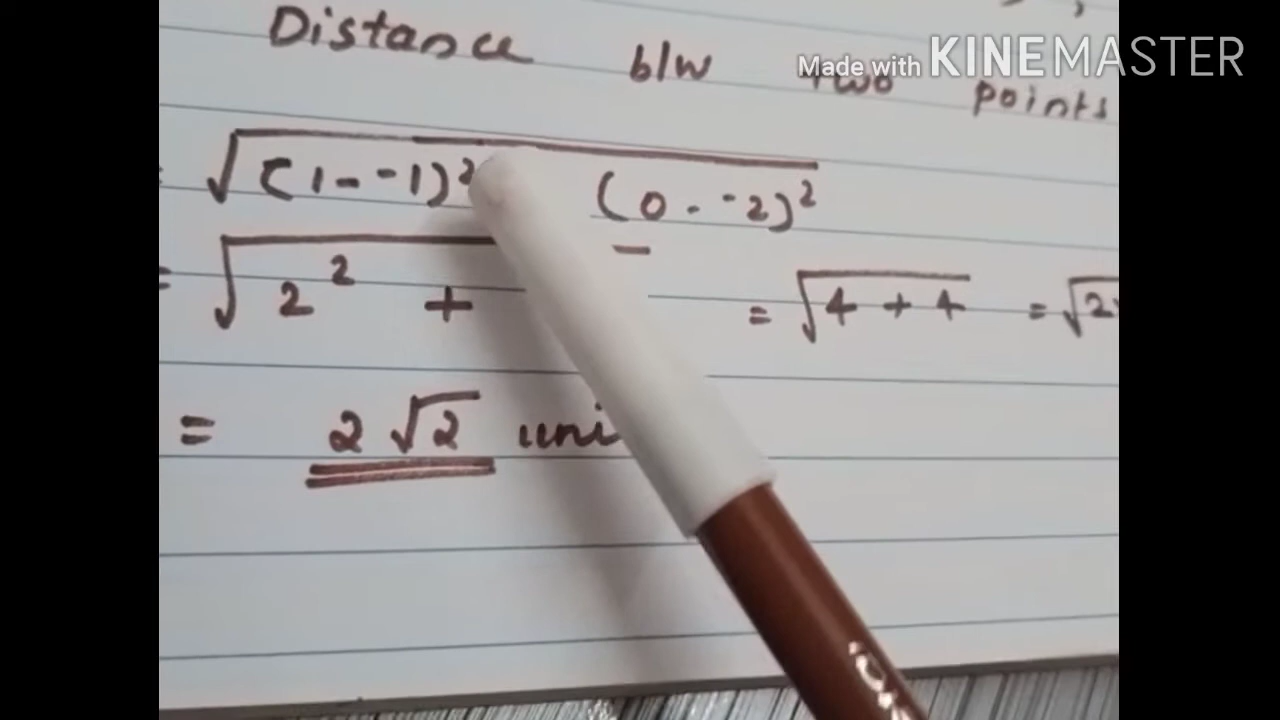 Made with KINEMASTER
Distance b/w two points
√(1 - -1)² (0 - -2)²
= √2² + = √4 + 4 = √2
= 2√2 uni